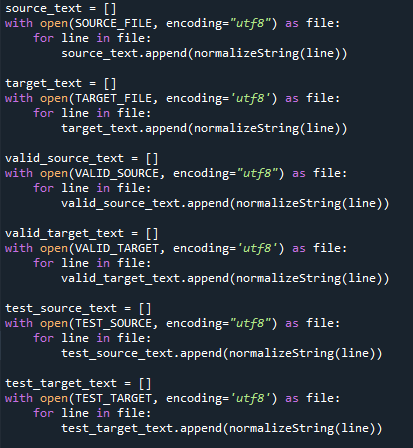 source_text = []
with open(SOURCE_FILE, encoding="utf8") as file:
    for line in file:
        source_text.append(normalizeString(line))

target_text = []
with open(TARGET_FILE, encoding='utf8') as file:
    for line in file:
        target_text.append(normalizeString(line))

valid_source_text = []
with open(VALID_SOURCE, encoding="utf8") as file:
    for line in file:
        valid_source_text.append(normalizeString(line))

valid_target_text = []
with open(VALID_TARGET, encoding='utf8') as file:
    for line in file:
        valid_target_text.append(normalizeString(line))

test_source_text = []
with open(TEST_SOURCE, encoding="utf8") as file:
    for line in file:
        test_source_text.append(normalizeString(line))

test_target_text = []
with open(TEST_TARGET, encoding='utf8') as file:
    for line in file:
        test_target_text.append(normalizeString(line))